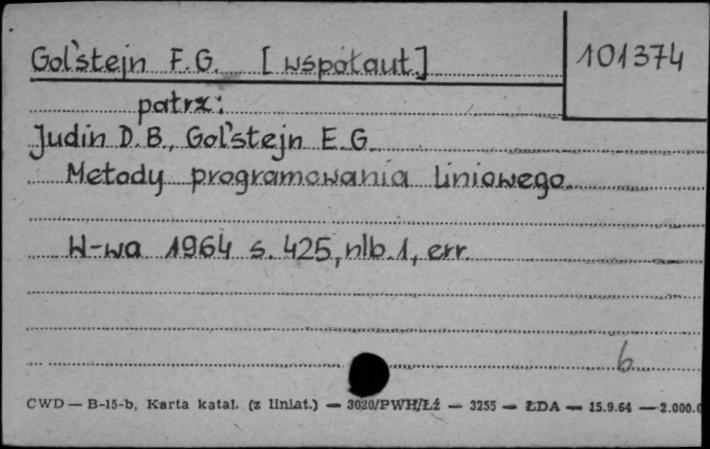 Gol'stejn F.G. [współaut.]
101374
patrz:
Judin D.B., Gol'stejn E.G.
Metody programowania liniowego.
W-wa 1964 s. 425, nlb. 1, err.
6
CWD — B-15-b, Karta katal. (z liniat.) — 3020/PWH/Łź — 3255 — ŁDA — 15.9.64 — 2.000.0